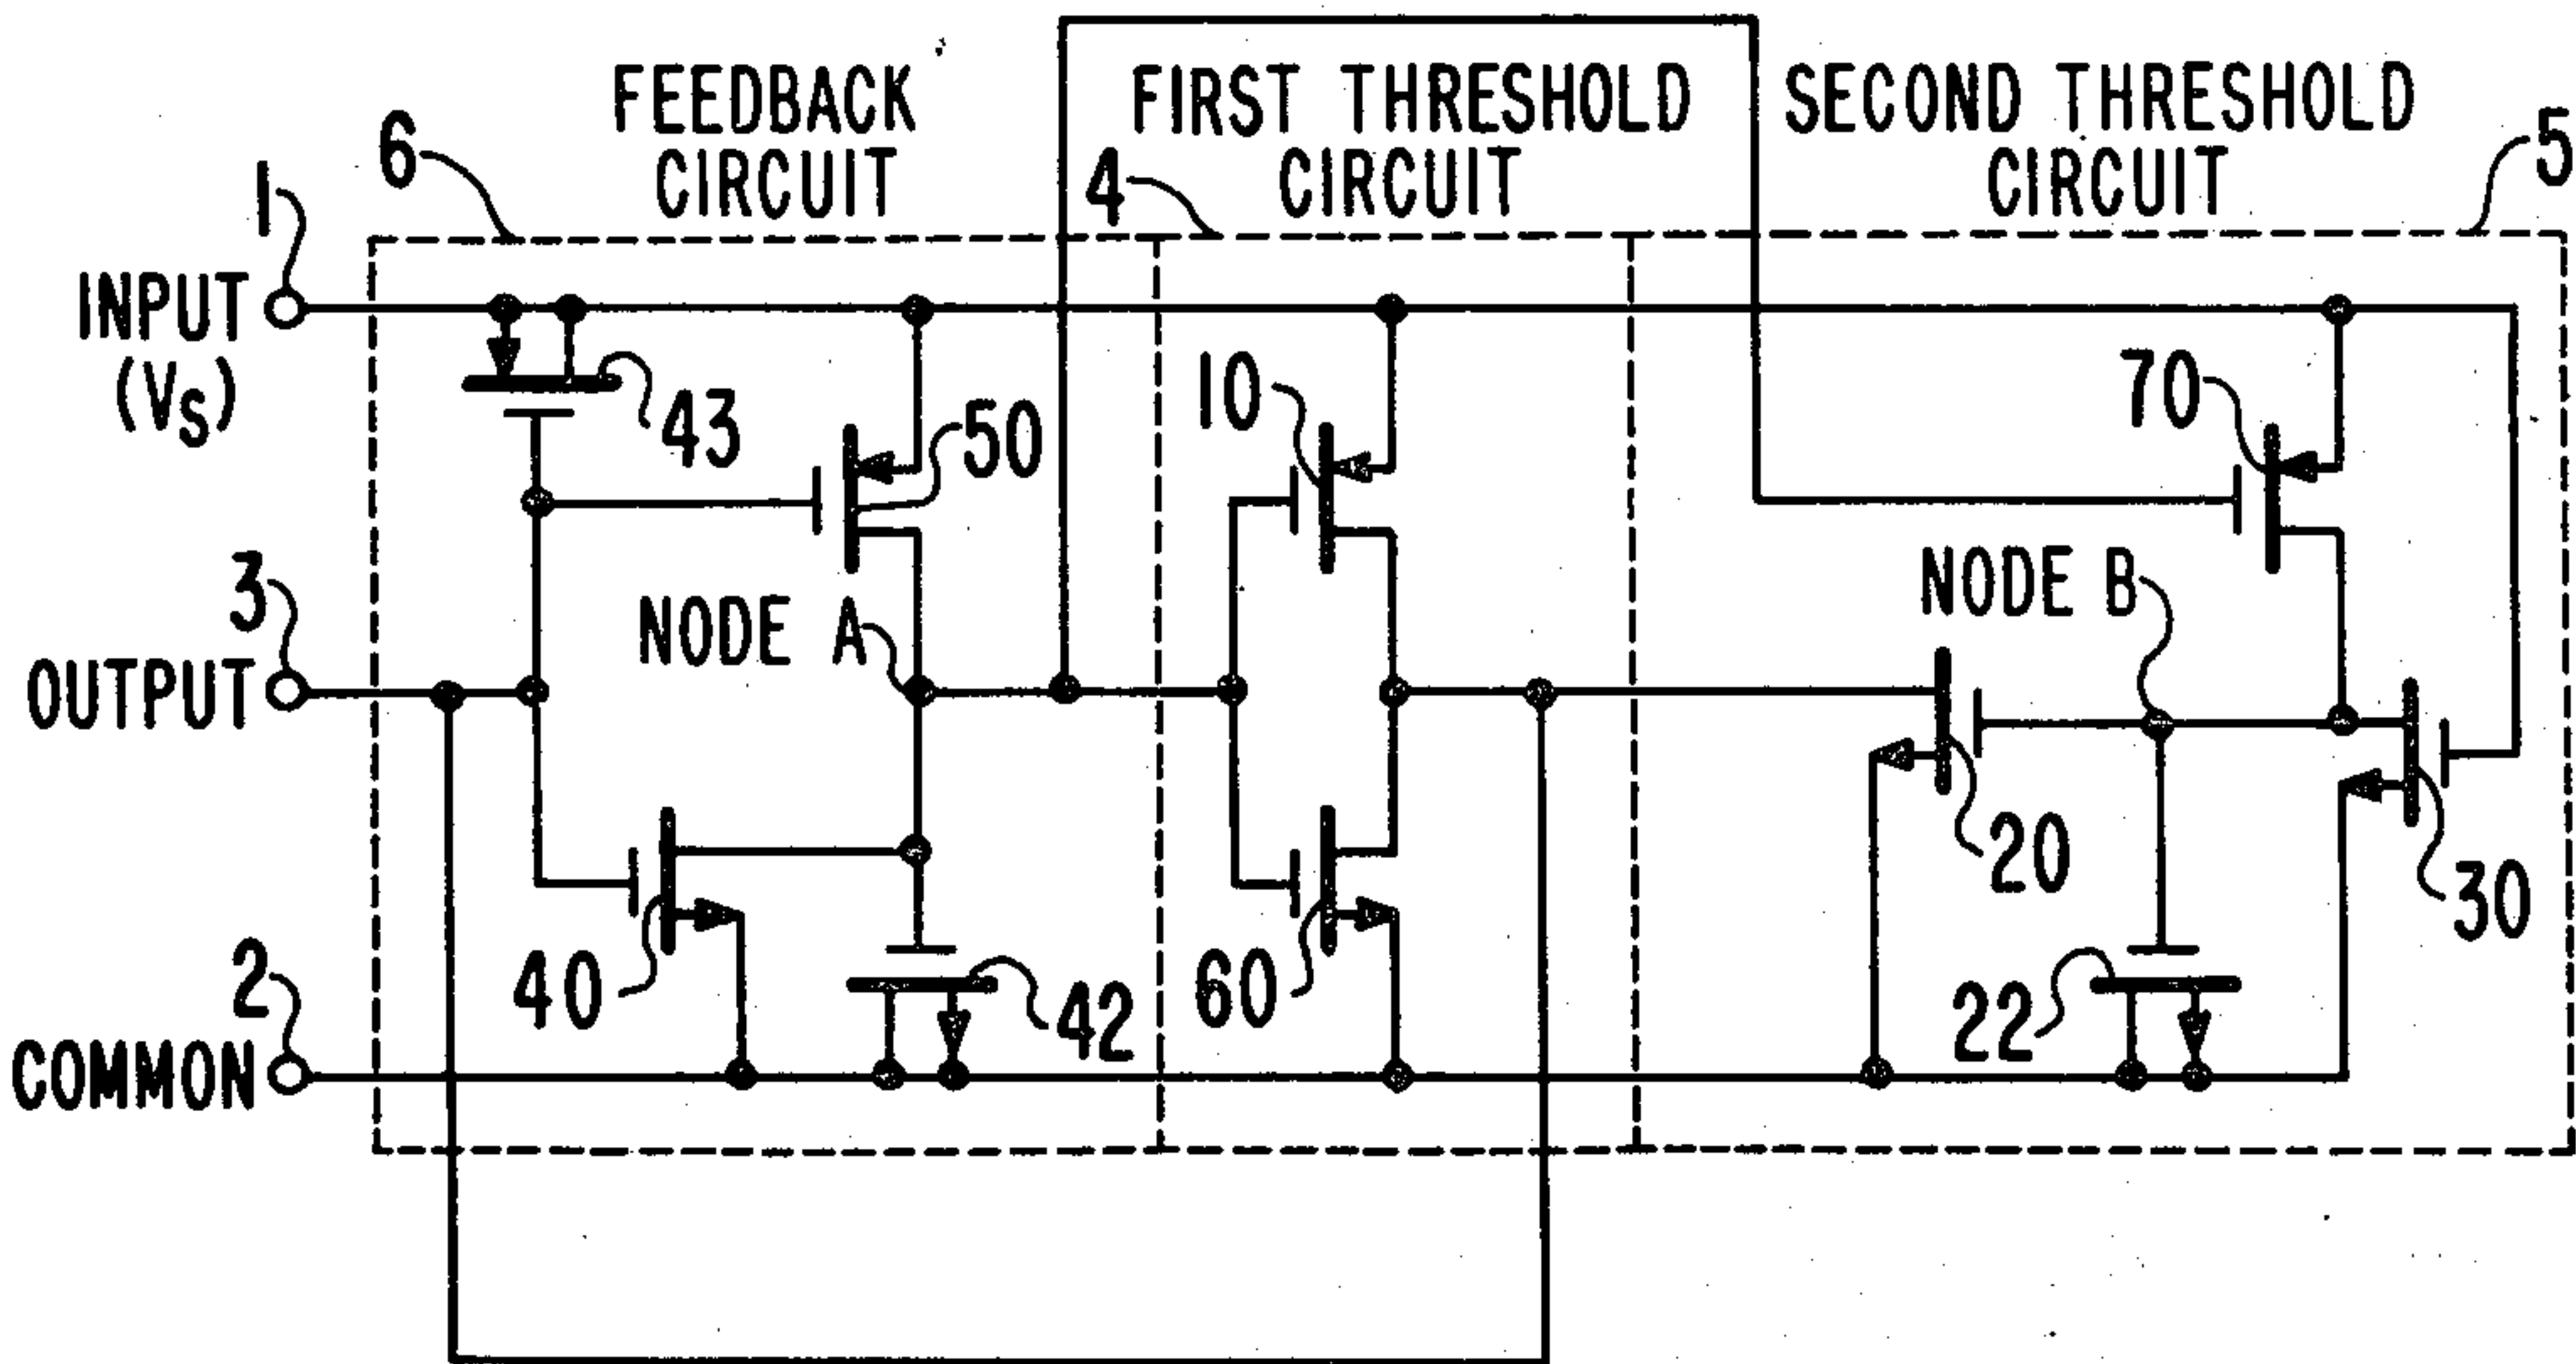 FEEDBACK
CIRCUIT
FIRST THRESHOLD
CIRCUIT
SECOND THRESHOLD
CIRCUIT
6
4
5
1
INPUT
(VS)
43
50
10
70
3
OUTPUT
NODE A
NODE B
20
30
2
COMMON
40
42
60
22